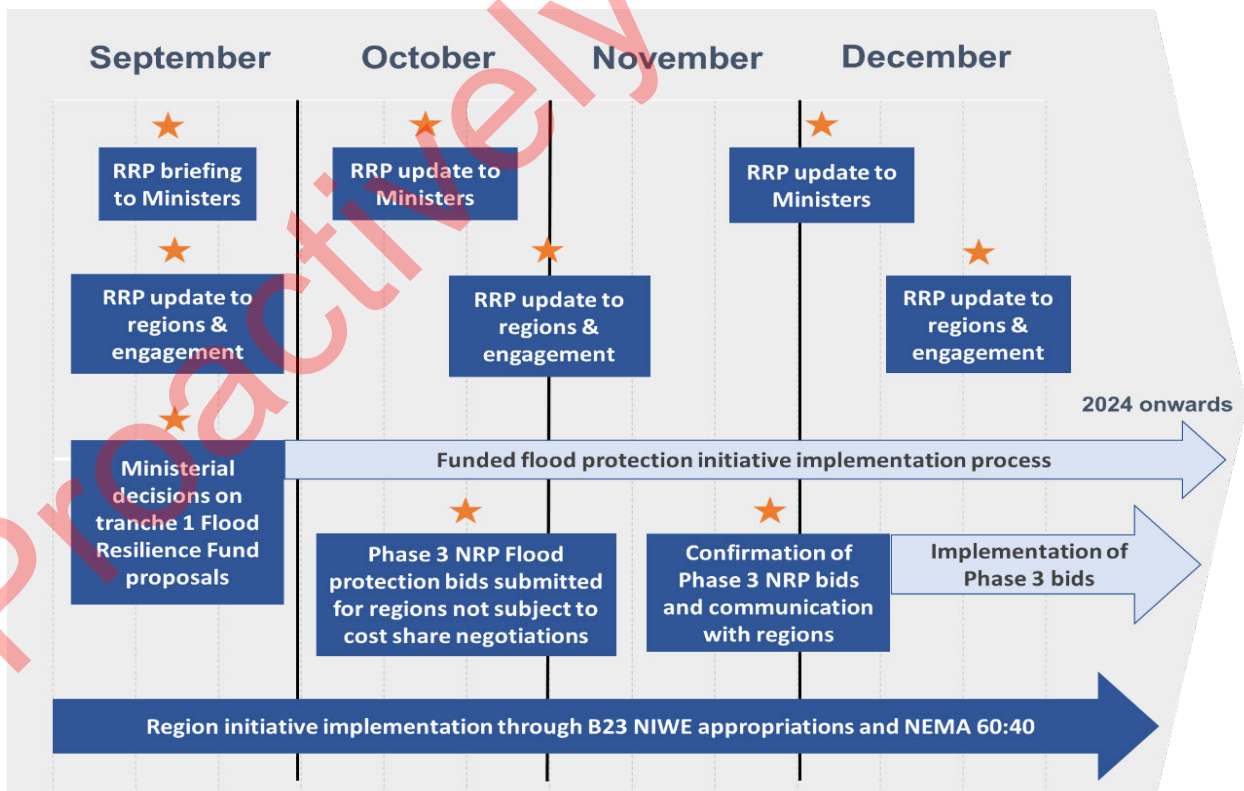 September October November December
RRP briefing
to Ministers
RRP update to
Ministers
RRP update to
Ministers
RRP update to
regions &
engagement
RRP update to
regions &
engagement
RRP update to
regions &
engagement
2024 onwards
Ministerial
decisions on
tranche 1 Flood
Resilience Fund
proposals
Funded flood protection initiative implementation process
Phase 3 NRP Flood
protection bids submitted
for regions not subject to
cost share negotiations
Confirmation of
Phase 3 NRP bids
and communication
with regions
Implementation of
Phase 3 bids
Region initiative implementation through B23 NIWE appropriations and NEMA 60:40
Proactively